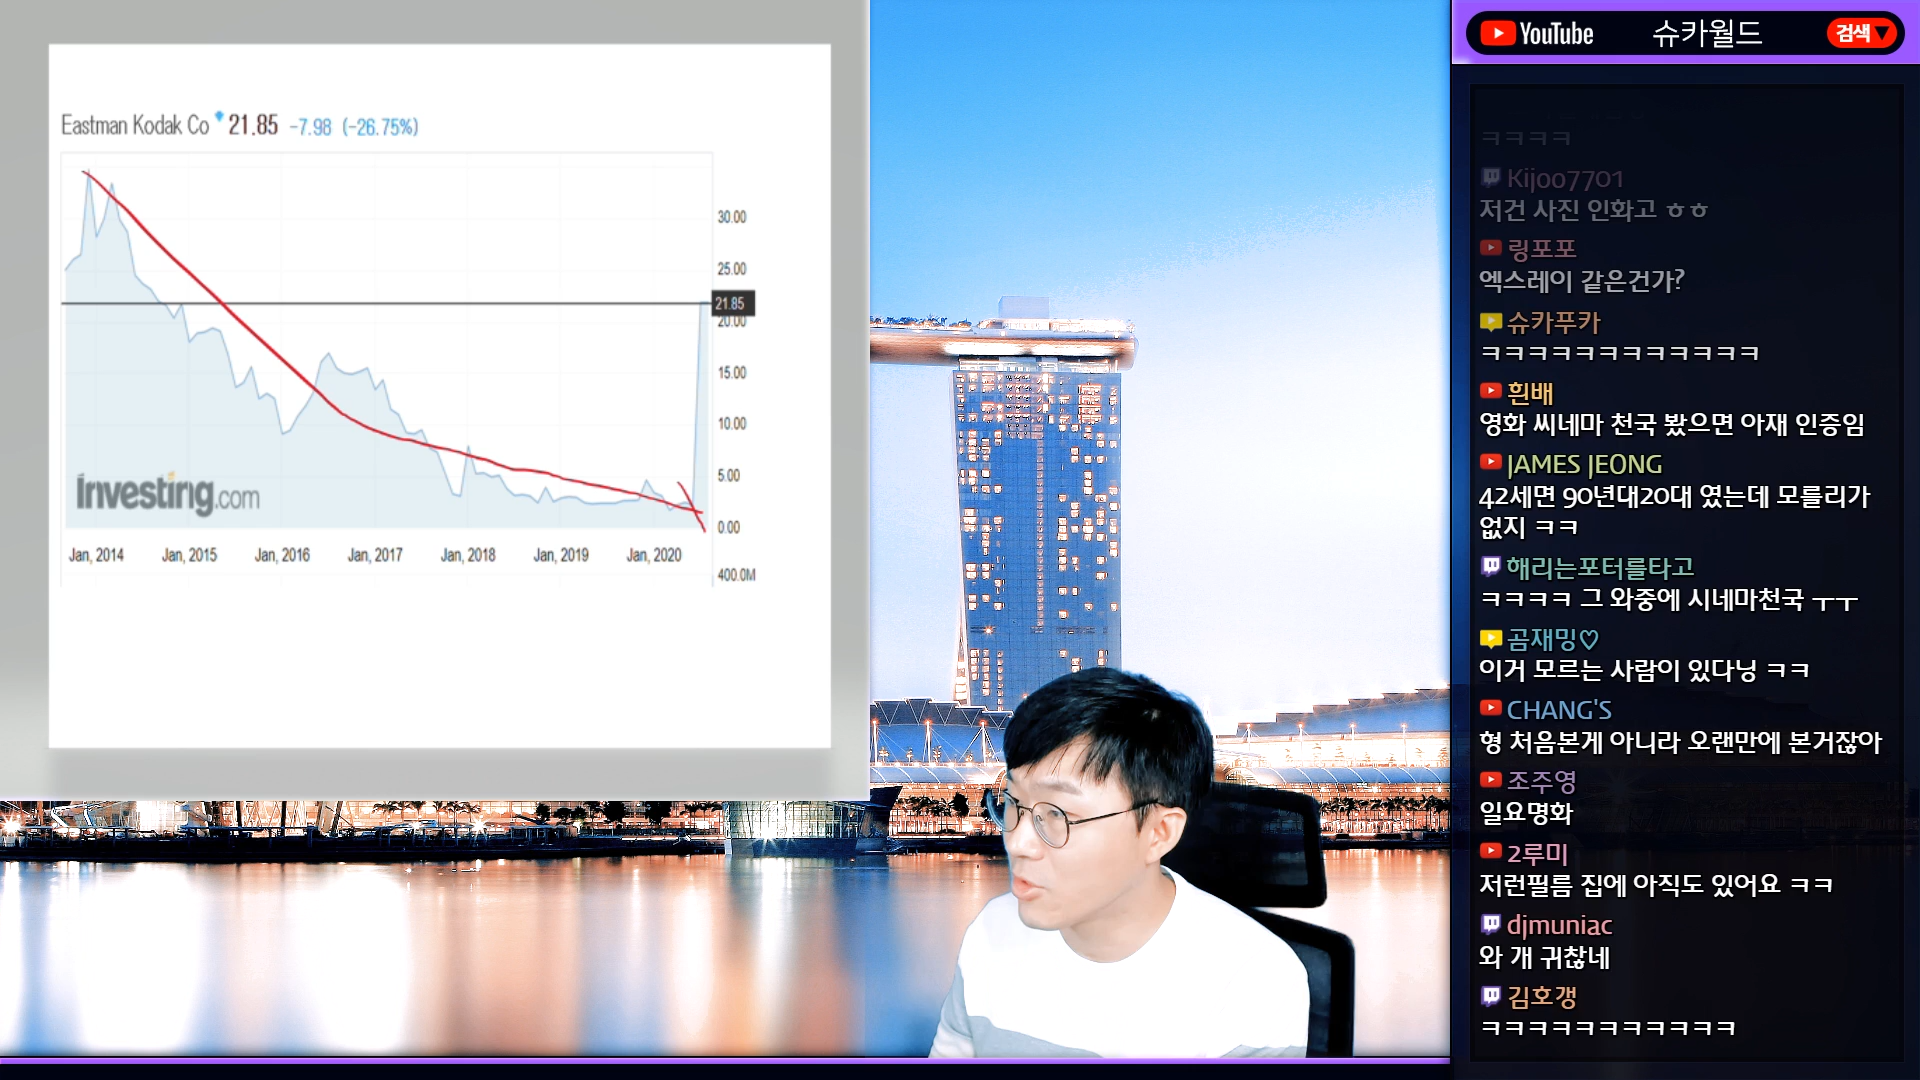 Eastman Kodak Co 21.85 -7.98 (-26.75%)
30.00
25.00
21.85
20.00
15.00
10.00
5.00
0.00
400.0M
Jan, 2014 Jan, 2015 Jan, 2016 Jan, 2017 Jan, 2018 Jan, 2019 Jan, 2020
Investing.com
YouTube 슈카월드 검색▼
ㅋㅋㅋㅋ
Kijoo7701
저건 사진 인화고 ㅎㅎ
링포포
엑스레이 같은건가?
슈카푸카
ㅋㅋㅋㅋㅋㅋㅋㅋㅋㅋㅋㅋ
흰배
영화 씨네마 천국 봤으면 아재 인증임
JAMES JEONG
42세면 90년대20대 였는데 모를리가
없지 ㅋㅋ
해리는포터를타고
ㅋㅋㅋㅋ 그 와중에 시네마천국 ㅜㅜ
곰재밍♡
이거 모르는 사람이 있다닝 ㅋㅋ
CHANG'S
형 처음본게 아니라 오랜만에 본거잖아
조주영
일요명화
2루미
저런필름 집에 아직도 있어요 ㅋㅋ
djmuniac
와 개 귀찮네
김호갱
ㅋㅋㅋㅋㅋㅋㅋㅋㅋㅋㅋ